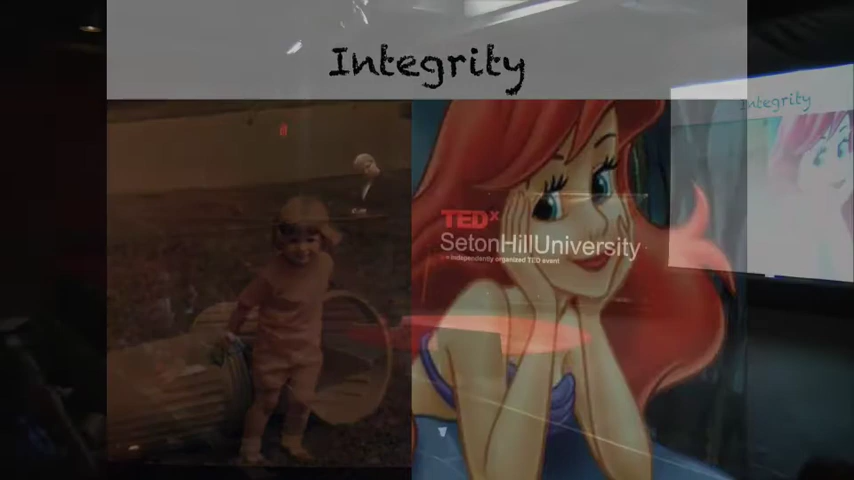 Integrity
Integrity
TEDx
SetonHillUniversity
x independently organized TED event